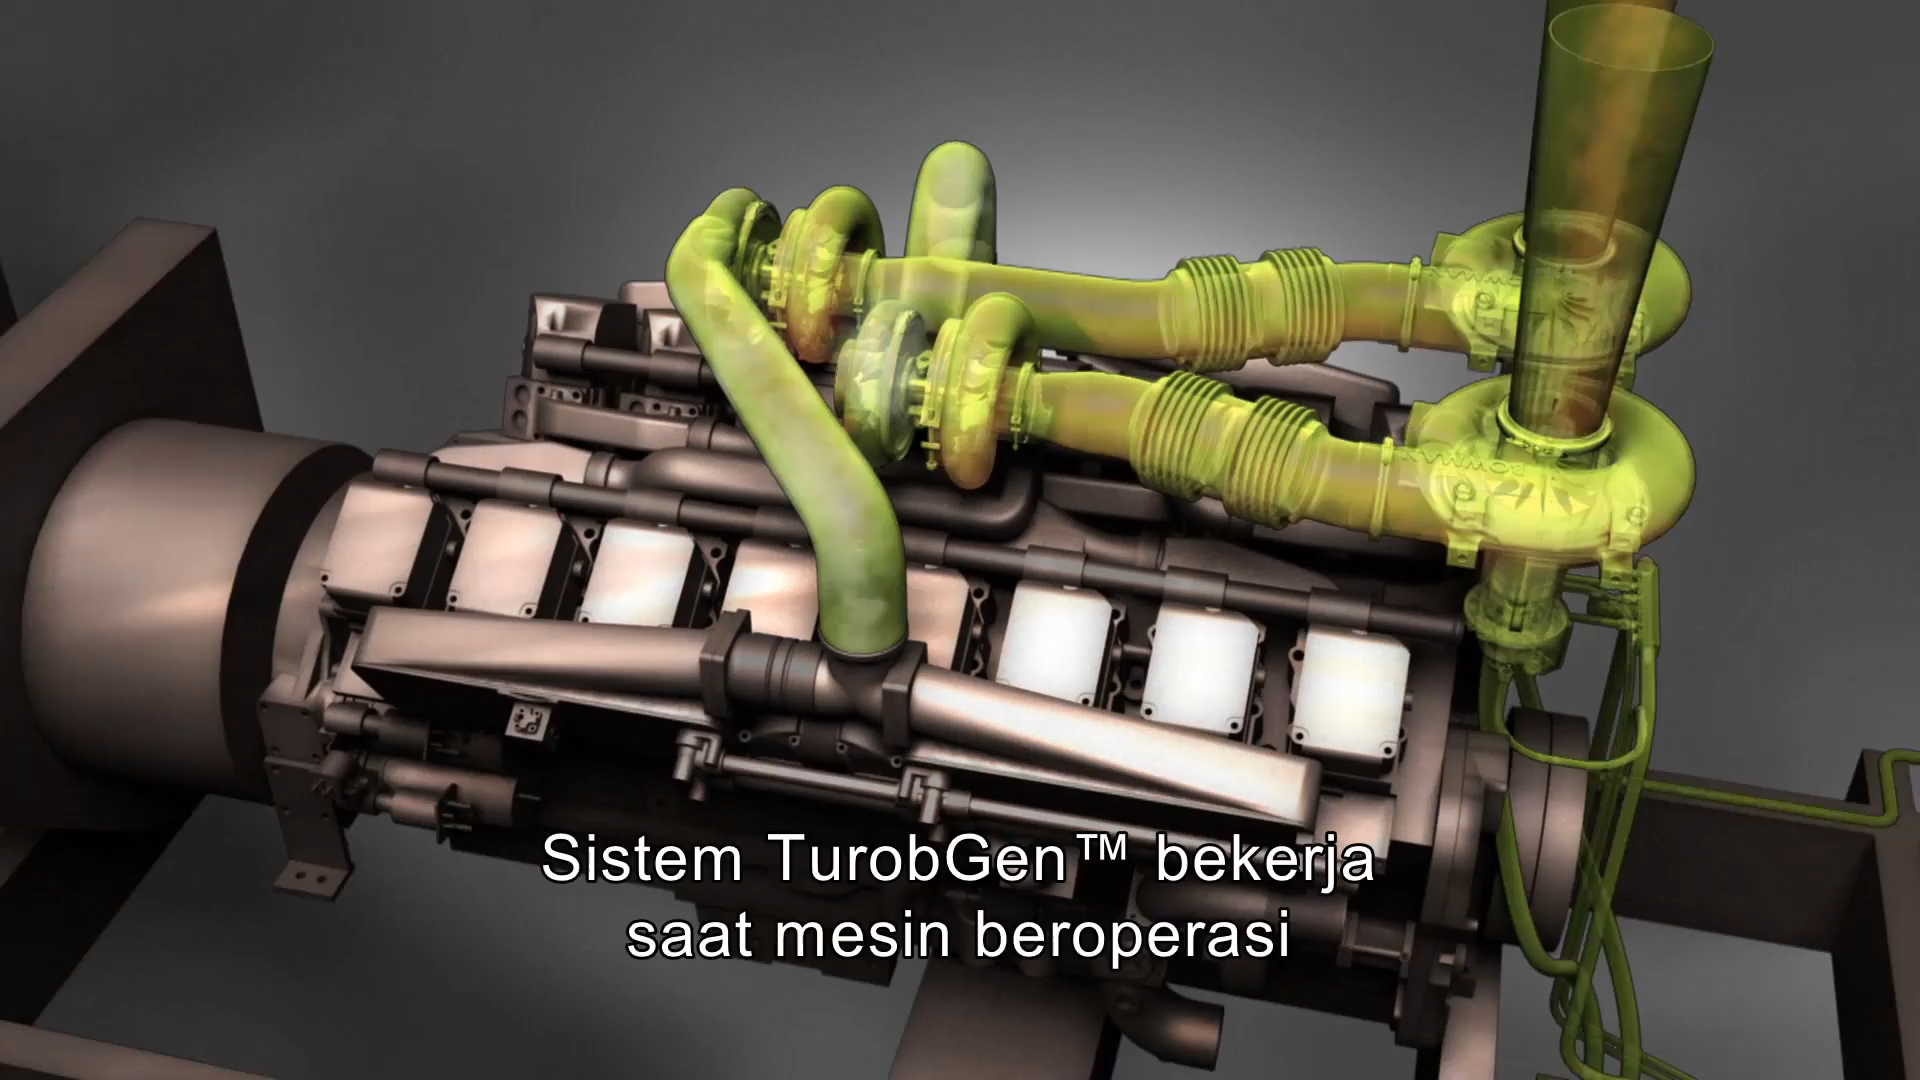 Sistem TurobGen™ bekerja
saat mesin beroperasi